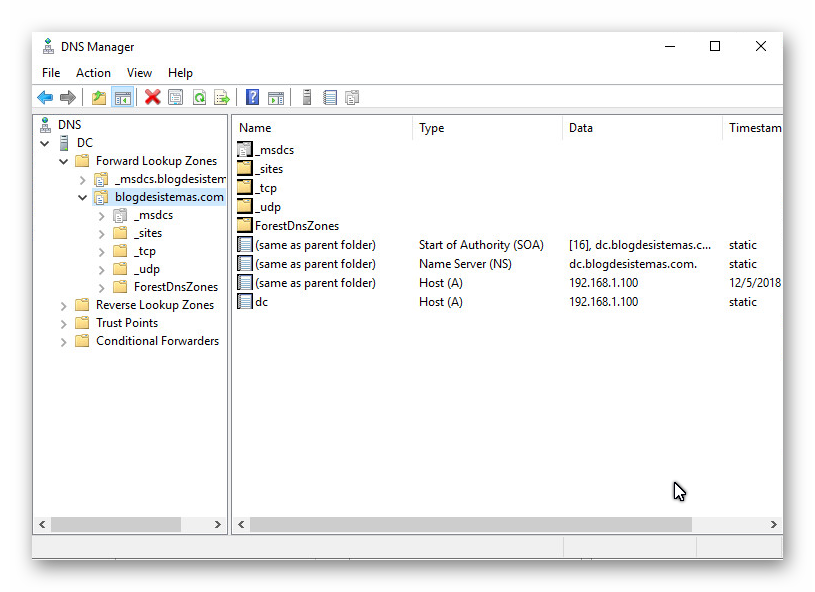 DNS Manager
File Action View Help
DNS
DC
Forward Lookup Zones
_msdcs.blogdesistem
blogdesistemas.com
_msdcs
_sites
_tcp
_udp
ForestDnsZones
Reverse Lookup Zones
Trust Points
Conditional Forwarders
Name Type Data Timestam
_msdcs
_sites
_tcp
_udp
ForestDnsZones
(same as parent folder) Start of Authority (SOA) [16], dc.blogdesistemas.c... static
(same as parent folder) Name Server (NS) dc.blogdesistemas.com. static
(same as parent folder) Host (A) 192.168.1.100 12/5/2018
dc Host (A) 192.168.1.100 static